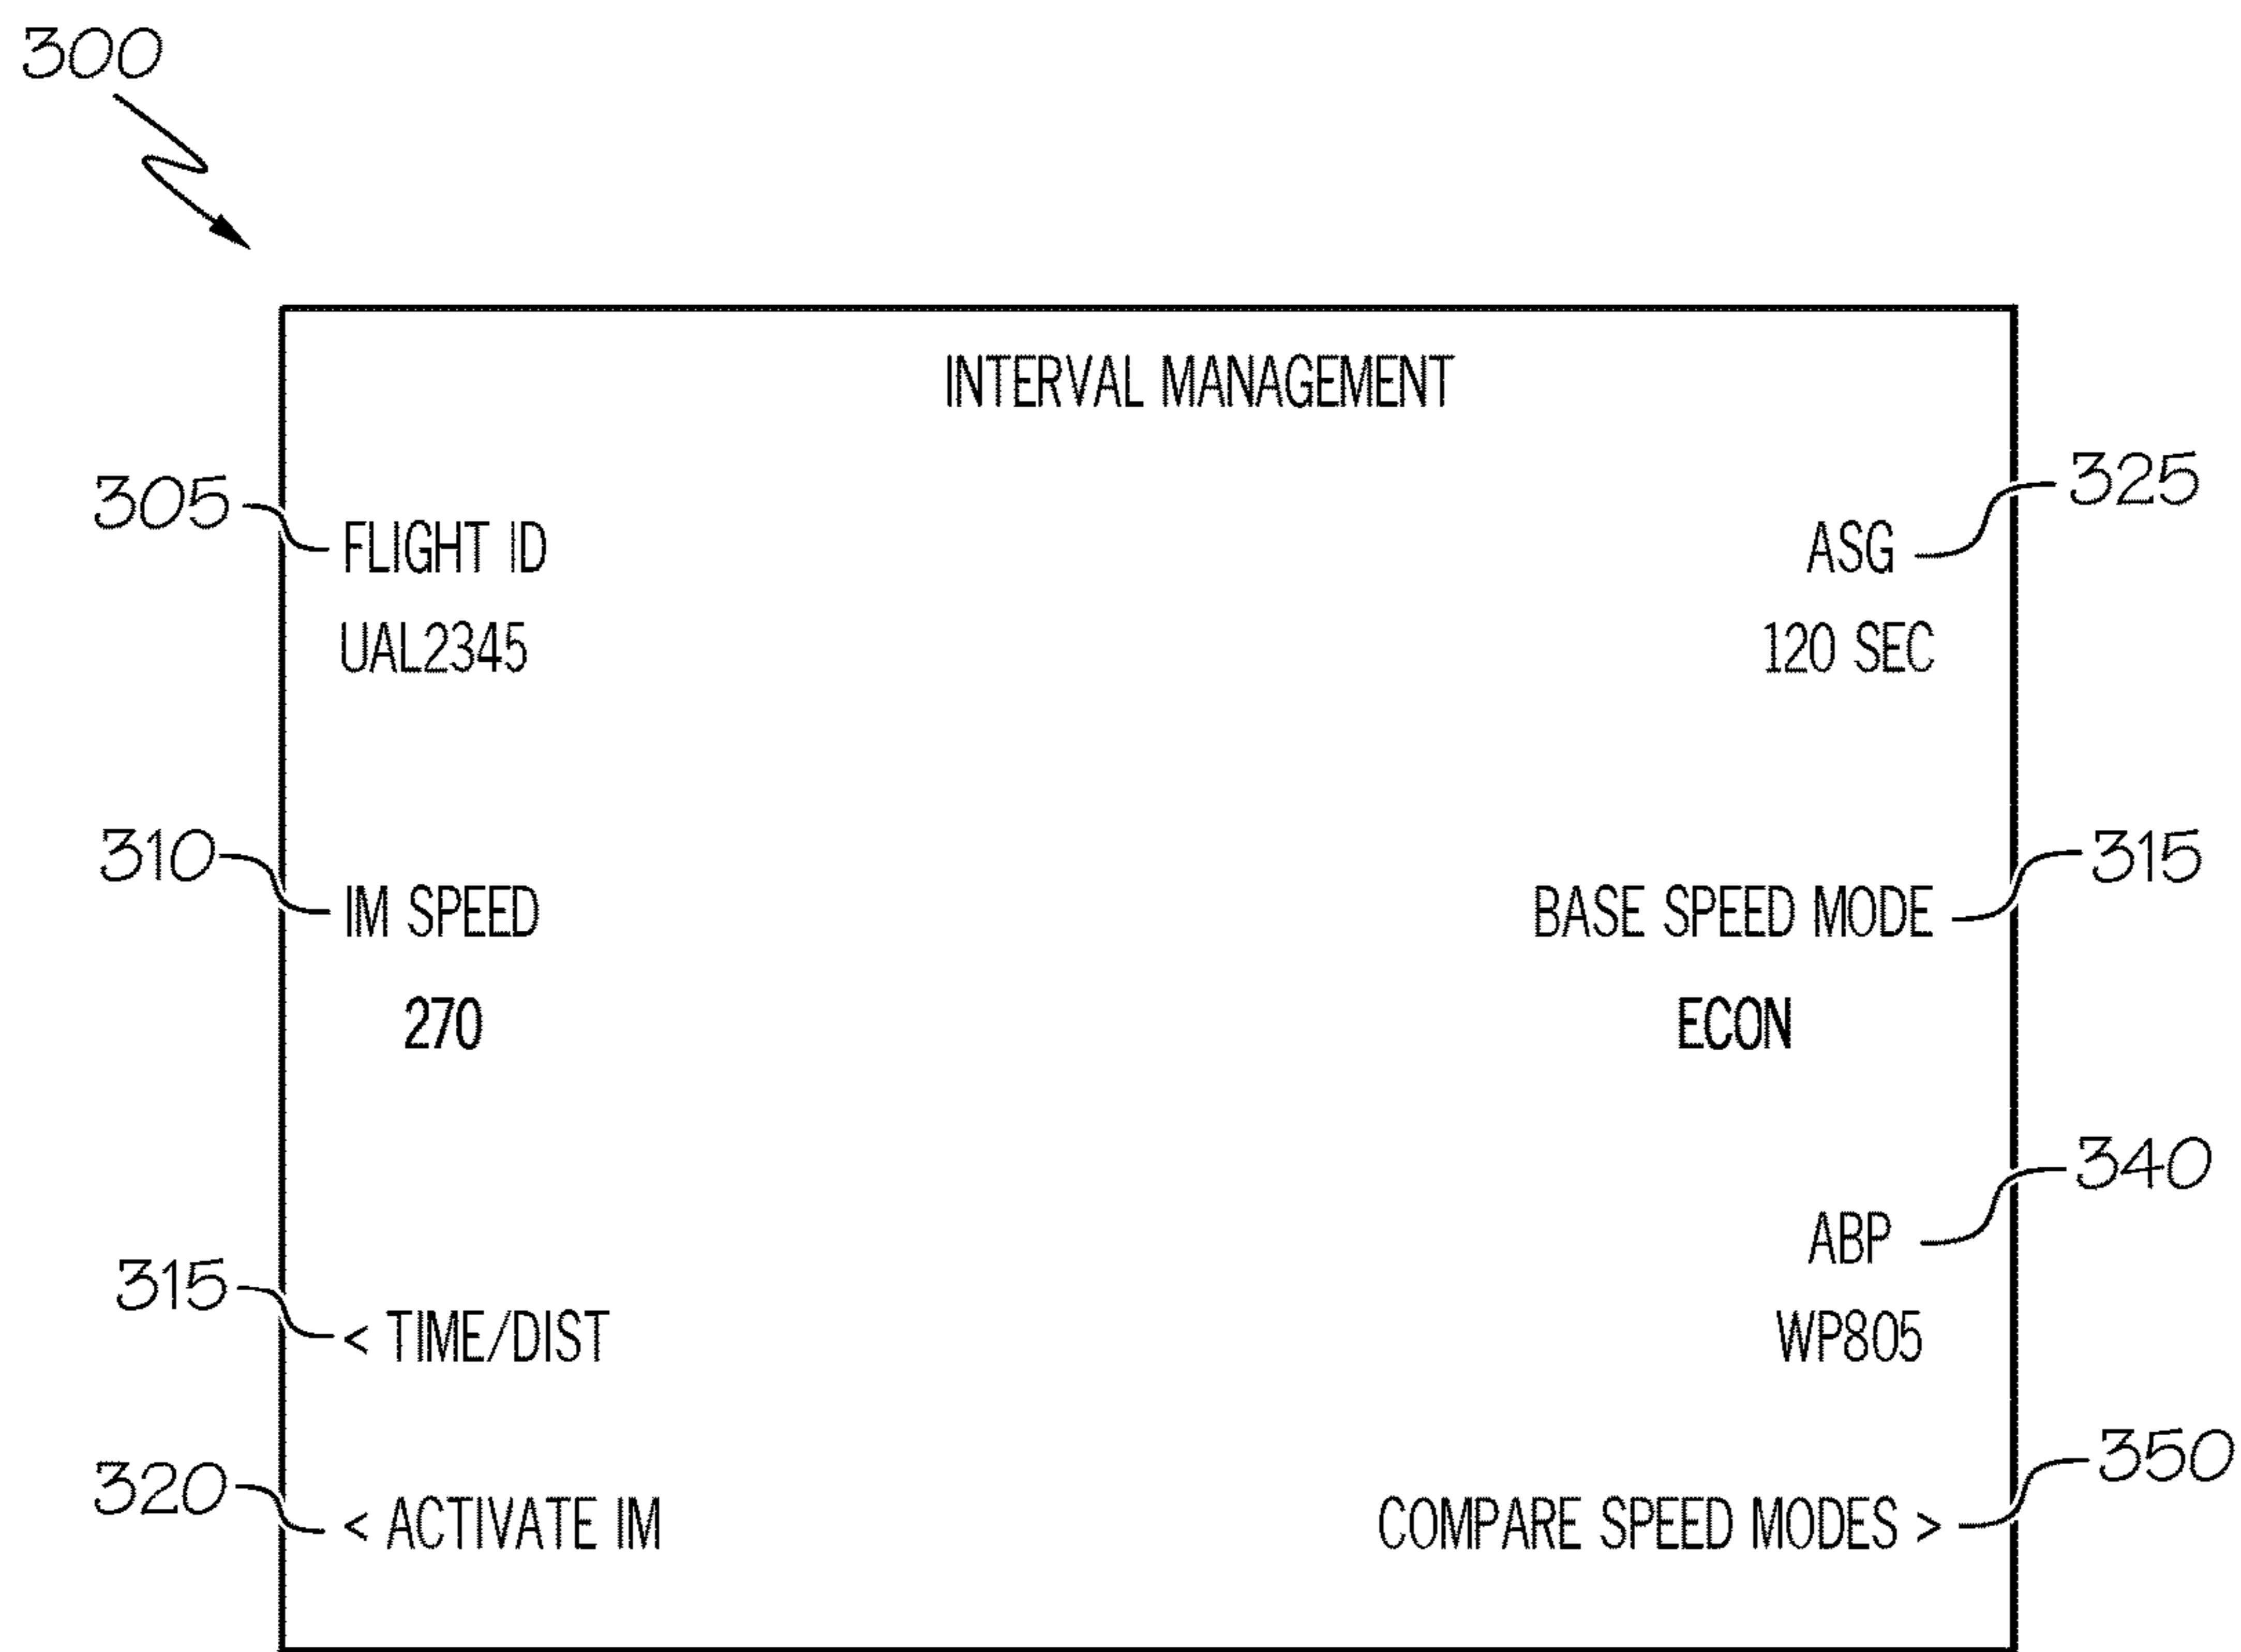 300
INTERVAL MANAGEMENT
305
325
FLIGHT ID
ASG
UAL2345
120 SEC
310
315
IM SPEED
BASE SPEED MODE
270
ECON
340
ABP
315
< TIME/DIST
WP805
320
350
< ACTIVATE IM
COMPARE SPEED MODES >